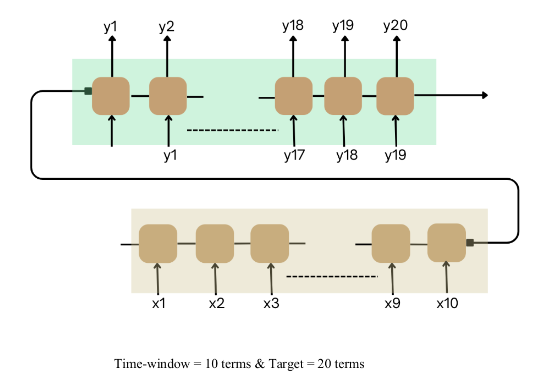 y1 y2 y18 y19 y20
y1 y17 y18 y19
x1 x2 x3 x9 x10
Time-window = 10 terms & Target = 20 terms